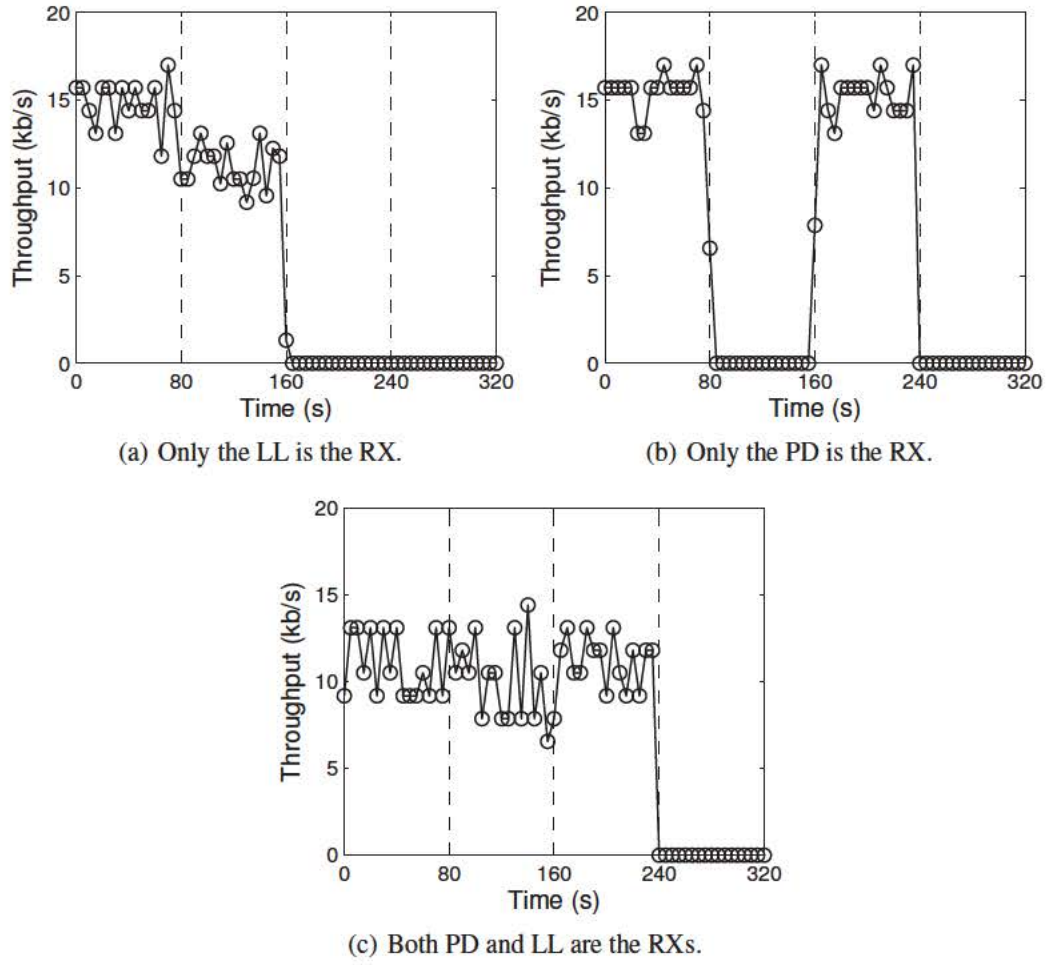 20
15
10
5
0
Throughput (kb/s)
0 80 160 240 320
Time (s)
(a) Only the LL is the RX.
20
15
10
5
0
Throughput (kb/s)
0 80 160 240 320
Time (s)
(b) Only the PD is the RX.
20
15
10
5
0
Throughput (kb/s)
0 80 160 240 320
Time (s)
(c) Both PD and LL are the RXs.